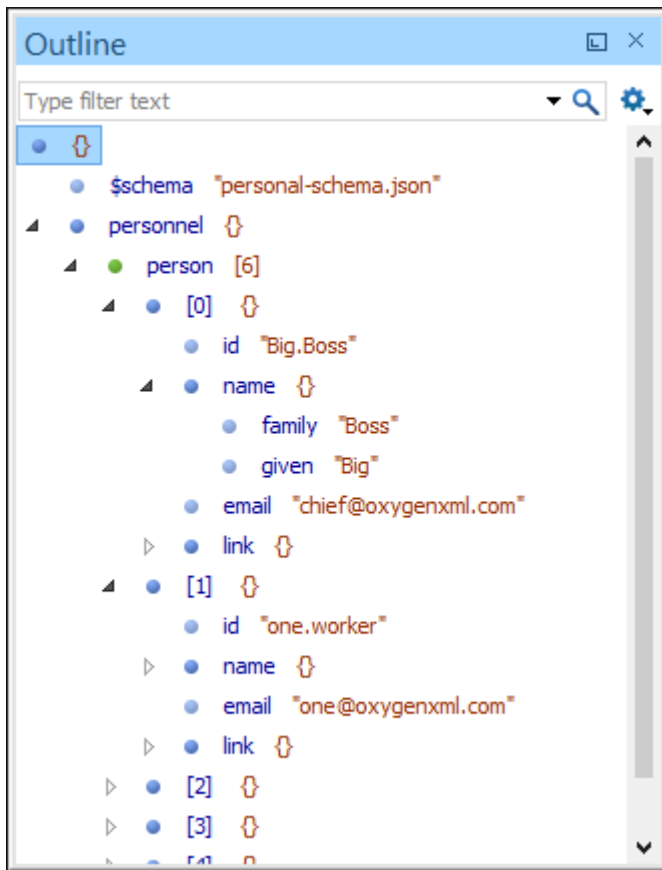 Outline
Type filter text
{}
$schema "personal-schema.json"
personnel {}
person [6]
[0] {}
id "Big.Boss"
name {}
family "Boss"
given "Big"
email "chief@oxygenxml.com"
link {}
[1] {}
id "one.worker"
name {}
email "one@oxygenxml.com"
link {}
[2] {}
[3] {}
[4] {}